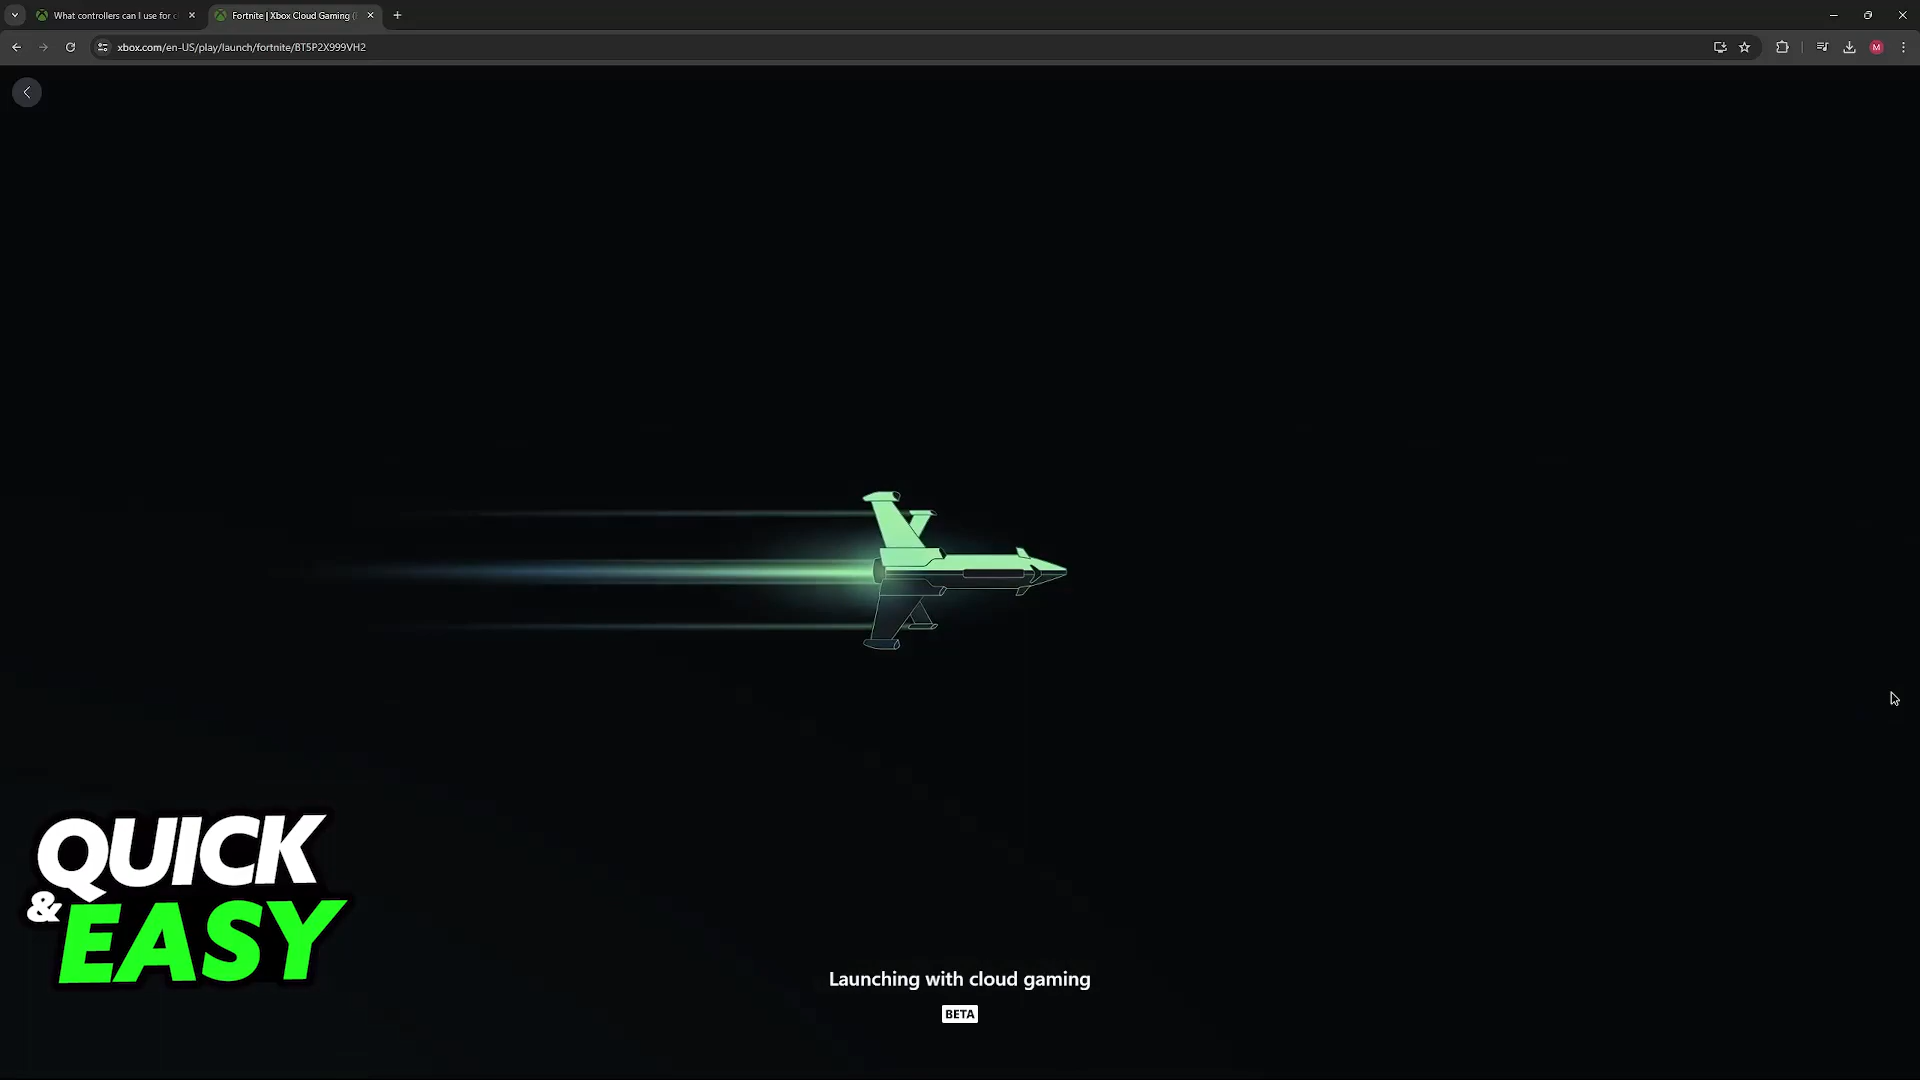 What controllers can I use for c
Fortnite | Xbox Cloud Gaming (
xbox.com/en-US/play/launch/fortnite/BT5P2X999VH2
M
QUICK
&
EASY
Launching with cloud gaming
BETA